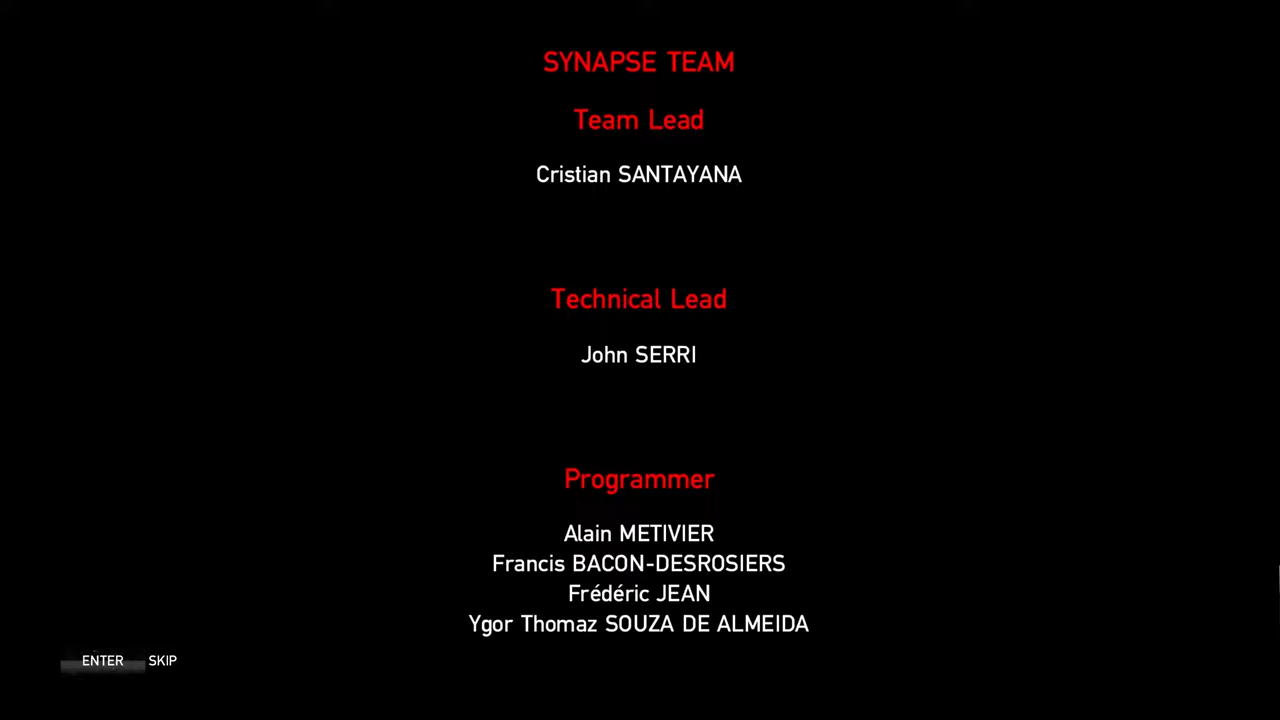 SYNAPSE TEAM
Team Lead
Cristian SANTAYANA
Technical Lead
John SERRI
Programmer
Alain METIVIER
Francis BACON-DESROSIERS
Frédéric JEAN
Ygor Thomaz SOUZA DE ALMEIDA
ENTER SKIP